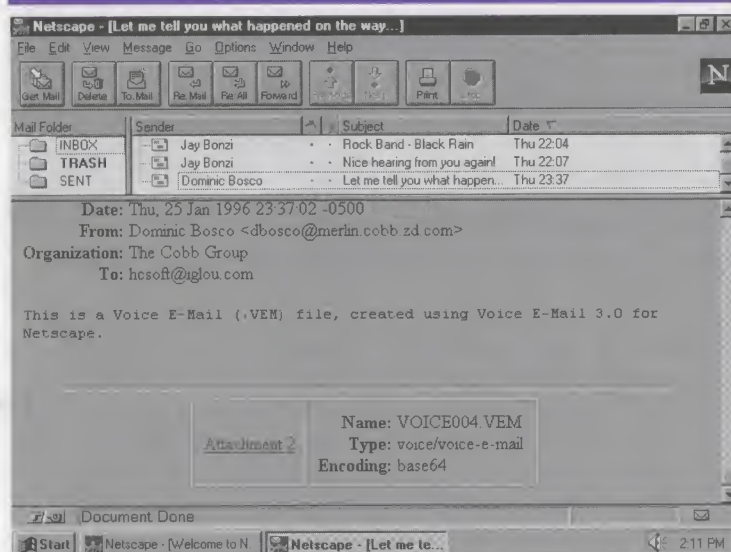 Netscape - [Let me tell you what happened on the way...]
File Edit View Message Go Options Window Help
Get Mail Delete To: Mail Re: Mail Re: All Forward Print
N
Mail Folder Sender Subject Date
INBOX Jay Bonzi Rock Band - Black Rain Thu 22:04
TRASH Jay Bonzi Nice hearing from you again! Thu 22:07
SENT Dominic Bosco Let me tell you what happen... Thu 23:37
Date: Thu, 25 Jan 1996 23:37:02 -0500
From: Dominic Bosco <dbosco@merlin.cobb.zd.com>
Organization: The Cobb Group
To: hcsoft@iglou.com
This is a Voice E-Mail (.VEM) file, created using Voice E-Mail 3.0 for
Netscape.
Attachment 2
Name: VOICE004.VEM
Type: voice/voice-e-mail
Encoding: base64
Document Done
Start Netscape - [Welcome to N Netscape - [Let me te... 2:11 PM